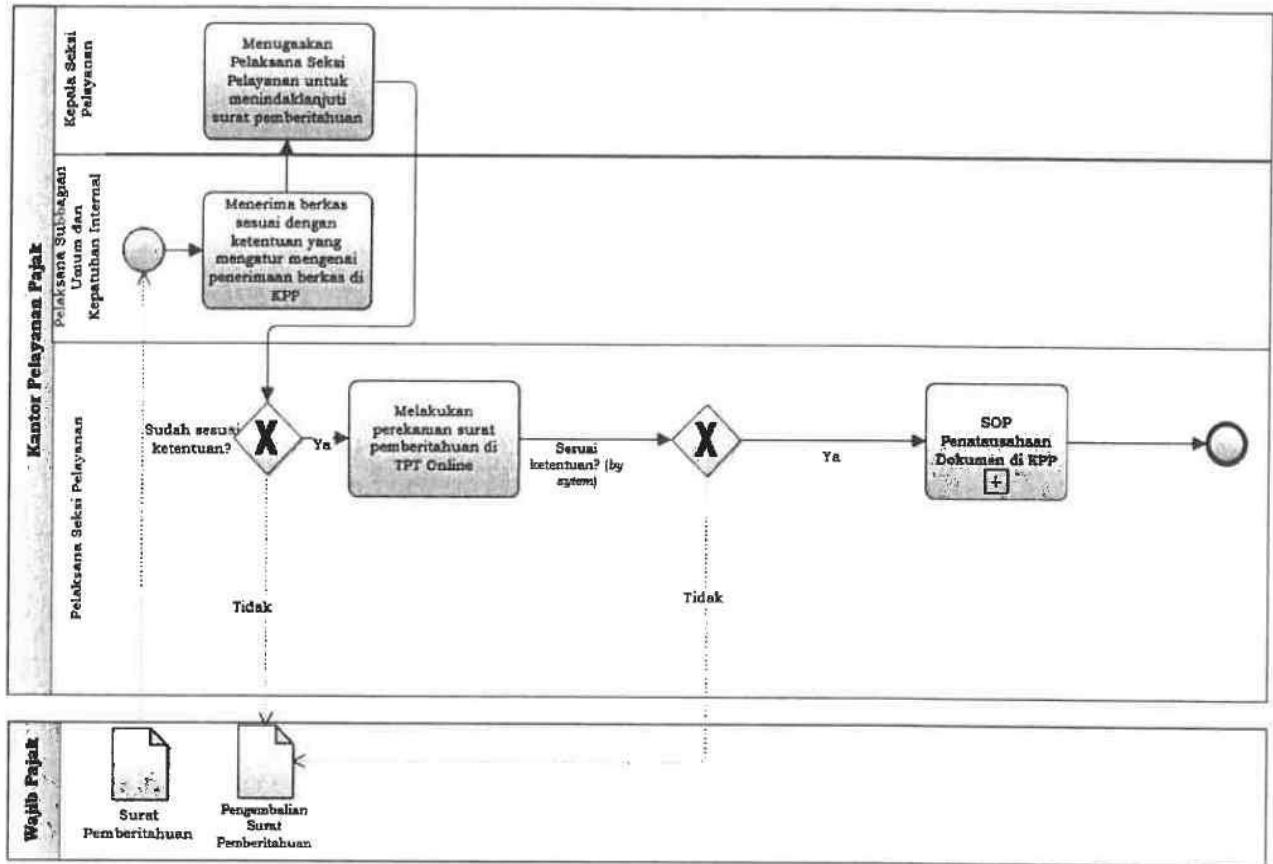 Kantor Pelayanan Pajak
Kepala Seksi
Pelayanan
Menugaskan
Pelaksana Seksi
Pelayanan untuk
menindaklanjuti
surat pemberitahuan
Pelaksana Subbagian
Umum dan
Kepatuhan Internal
Menerima berkas
sesuai dengan
ketentuan yang
mengatur mengenai
penerimaan berkas di
KPP
Pelaksana Seksi Pelayanan
Sudah sesuai
ketentuan?
X
Ya
Melakukan
perekaman surat
pemberitahuan di
TPT Online
Sesuai
ketentuan? (by
sytem)
X
Ya
SOP
Penatausahaan
Dokumen di KPP
+
Tidak
Tidak
Wajib Pajak
Surat
Pemberitahuan
Pengembalian
Surat
Pemberitahuan